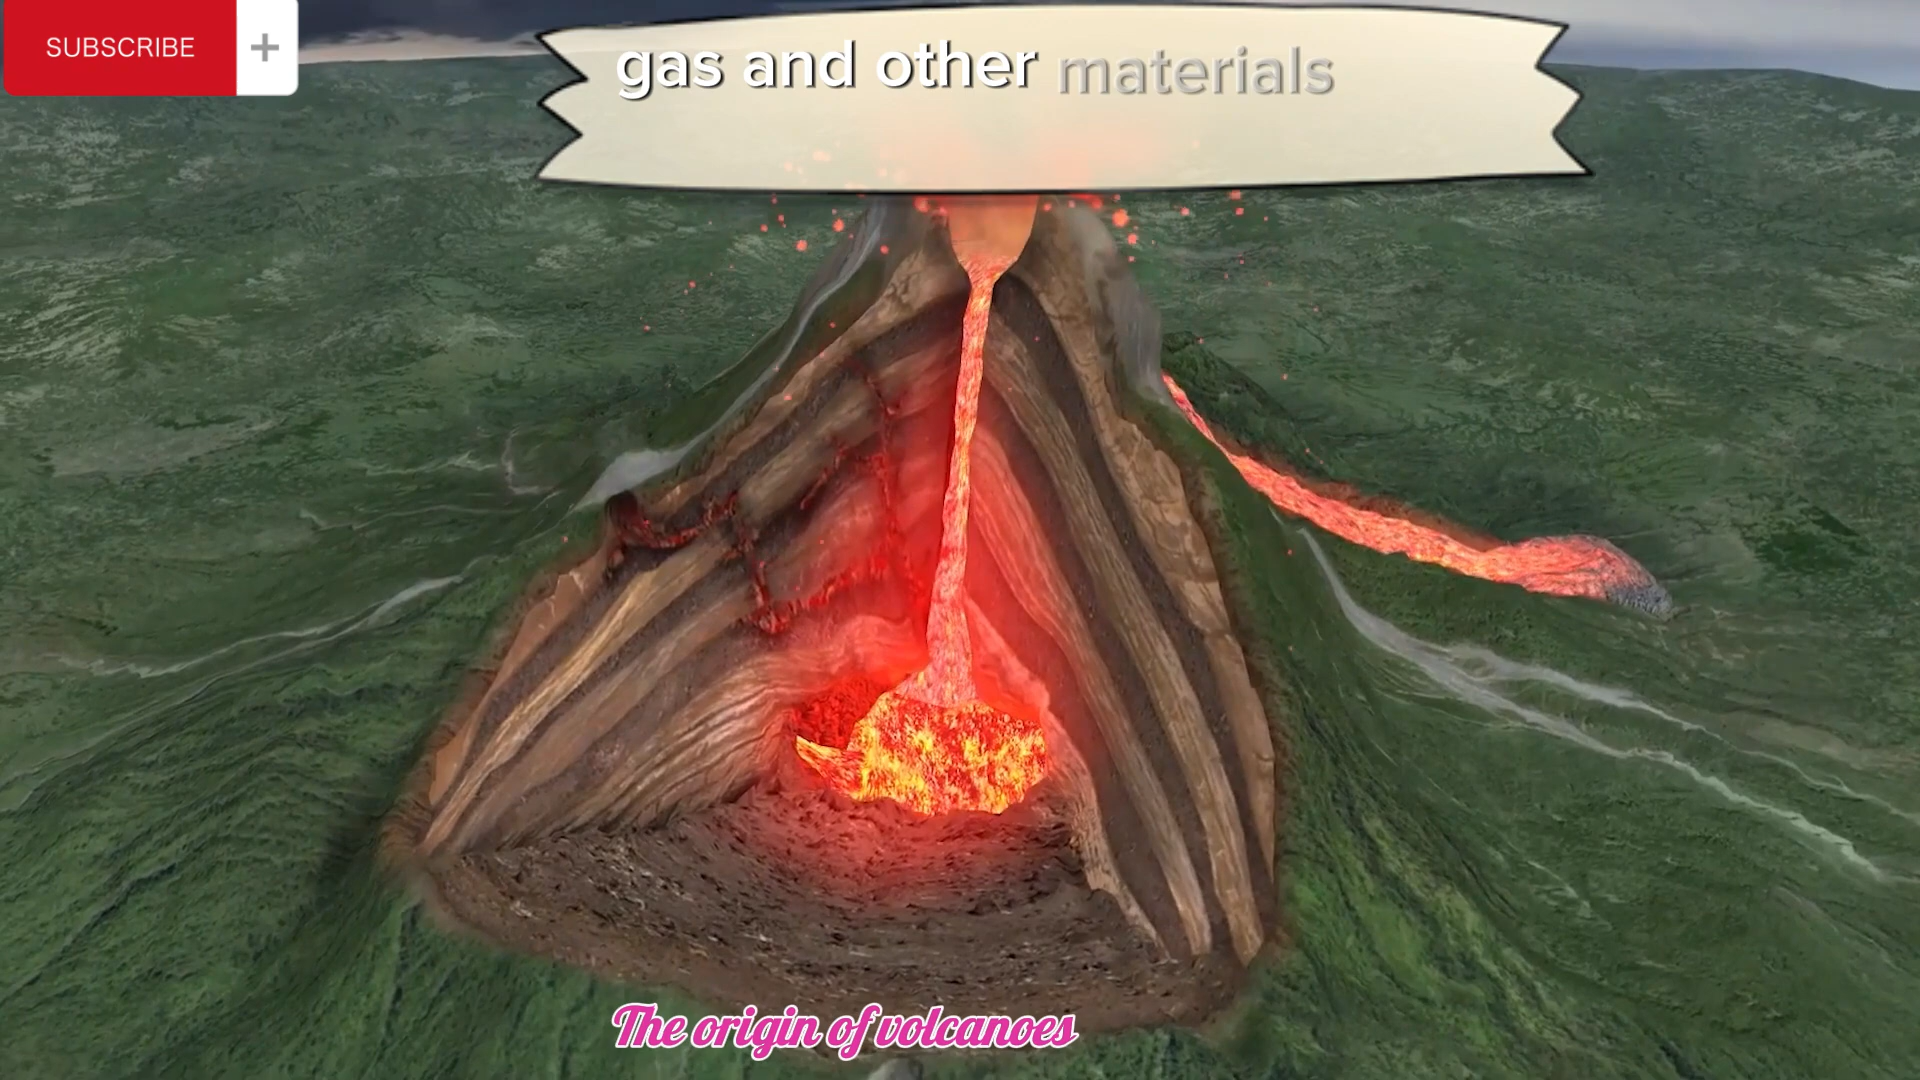 SUBSCRIBE +
gas and other materials
The origin of volcanoes